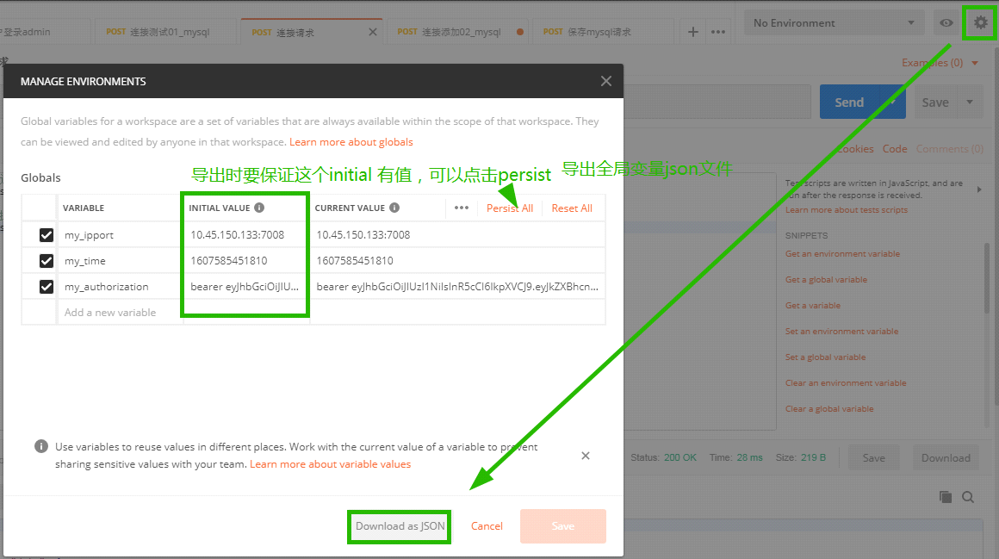 登录admin
POST 连接测试01_mysql
POST 连接请求
POST 连接添加02_mysql
POST 保存mysql请求
No Environment
求
Examples (0)
MANAGE ENVIRONMENTS
Send
Save
Global variables for a workspace are a set of variables that are always available within the scope of that workspace. They
can be viewed and edited by anyone in that workspace. Learn more about globals
Cookies Code Comments (0)
导出时要保证这个initial 有值，可以点击persist
导出全局变量json文件
Globals
Test scripts are written in JavaScript, and are
run after the response is received.
Learn more about tests scripts
VARIABLE INITIAL VALUE CURRENT VALUE ••• Persist All Reset All
my_ipport 10.45.150.133:7008 10.45.150.133:7008
my_time 1607585451810 1607585451810
my_authorization bearer eyJhbGciOiJIU... bearer eyJhbGciOiJIUzI1NiIsInR5cCI6IkpXVCJ9.eyJkZXBhcn...
Add a new variable
SNIPPETS
Get an environment variable
Get a global variable
Get a variable
Set an environment variable
Set a global variable
Clear an environment variable
Clear a global variable
Use variables to reuse values in different places. Work with the current value of a variable to prevent
sharing sensitive values with your team. Learn more about variable values
Status: 200 OK Time: 28 ms Size: 219 B Save Download
Download as JSON Cancel Save